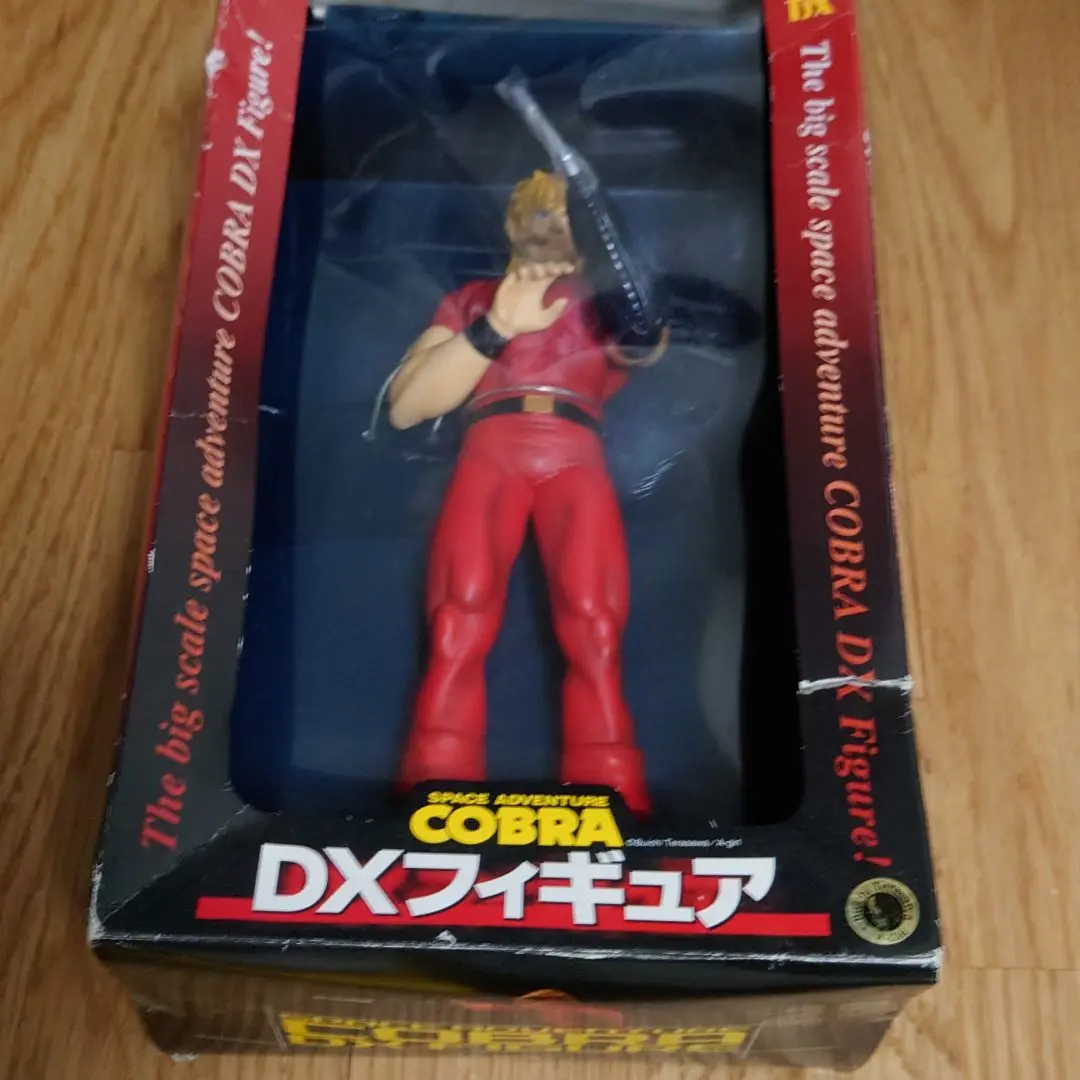 DX
The big scale space adventure COBRA DX Figure!
The big scale space adventure COBRA DX Figure!
SPACE ADVENTURE
COBRA
DXフィギュア
COBRA